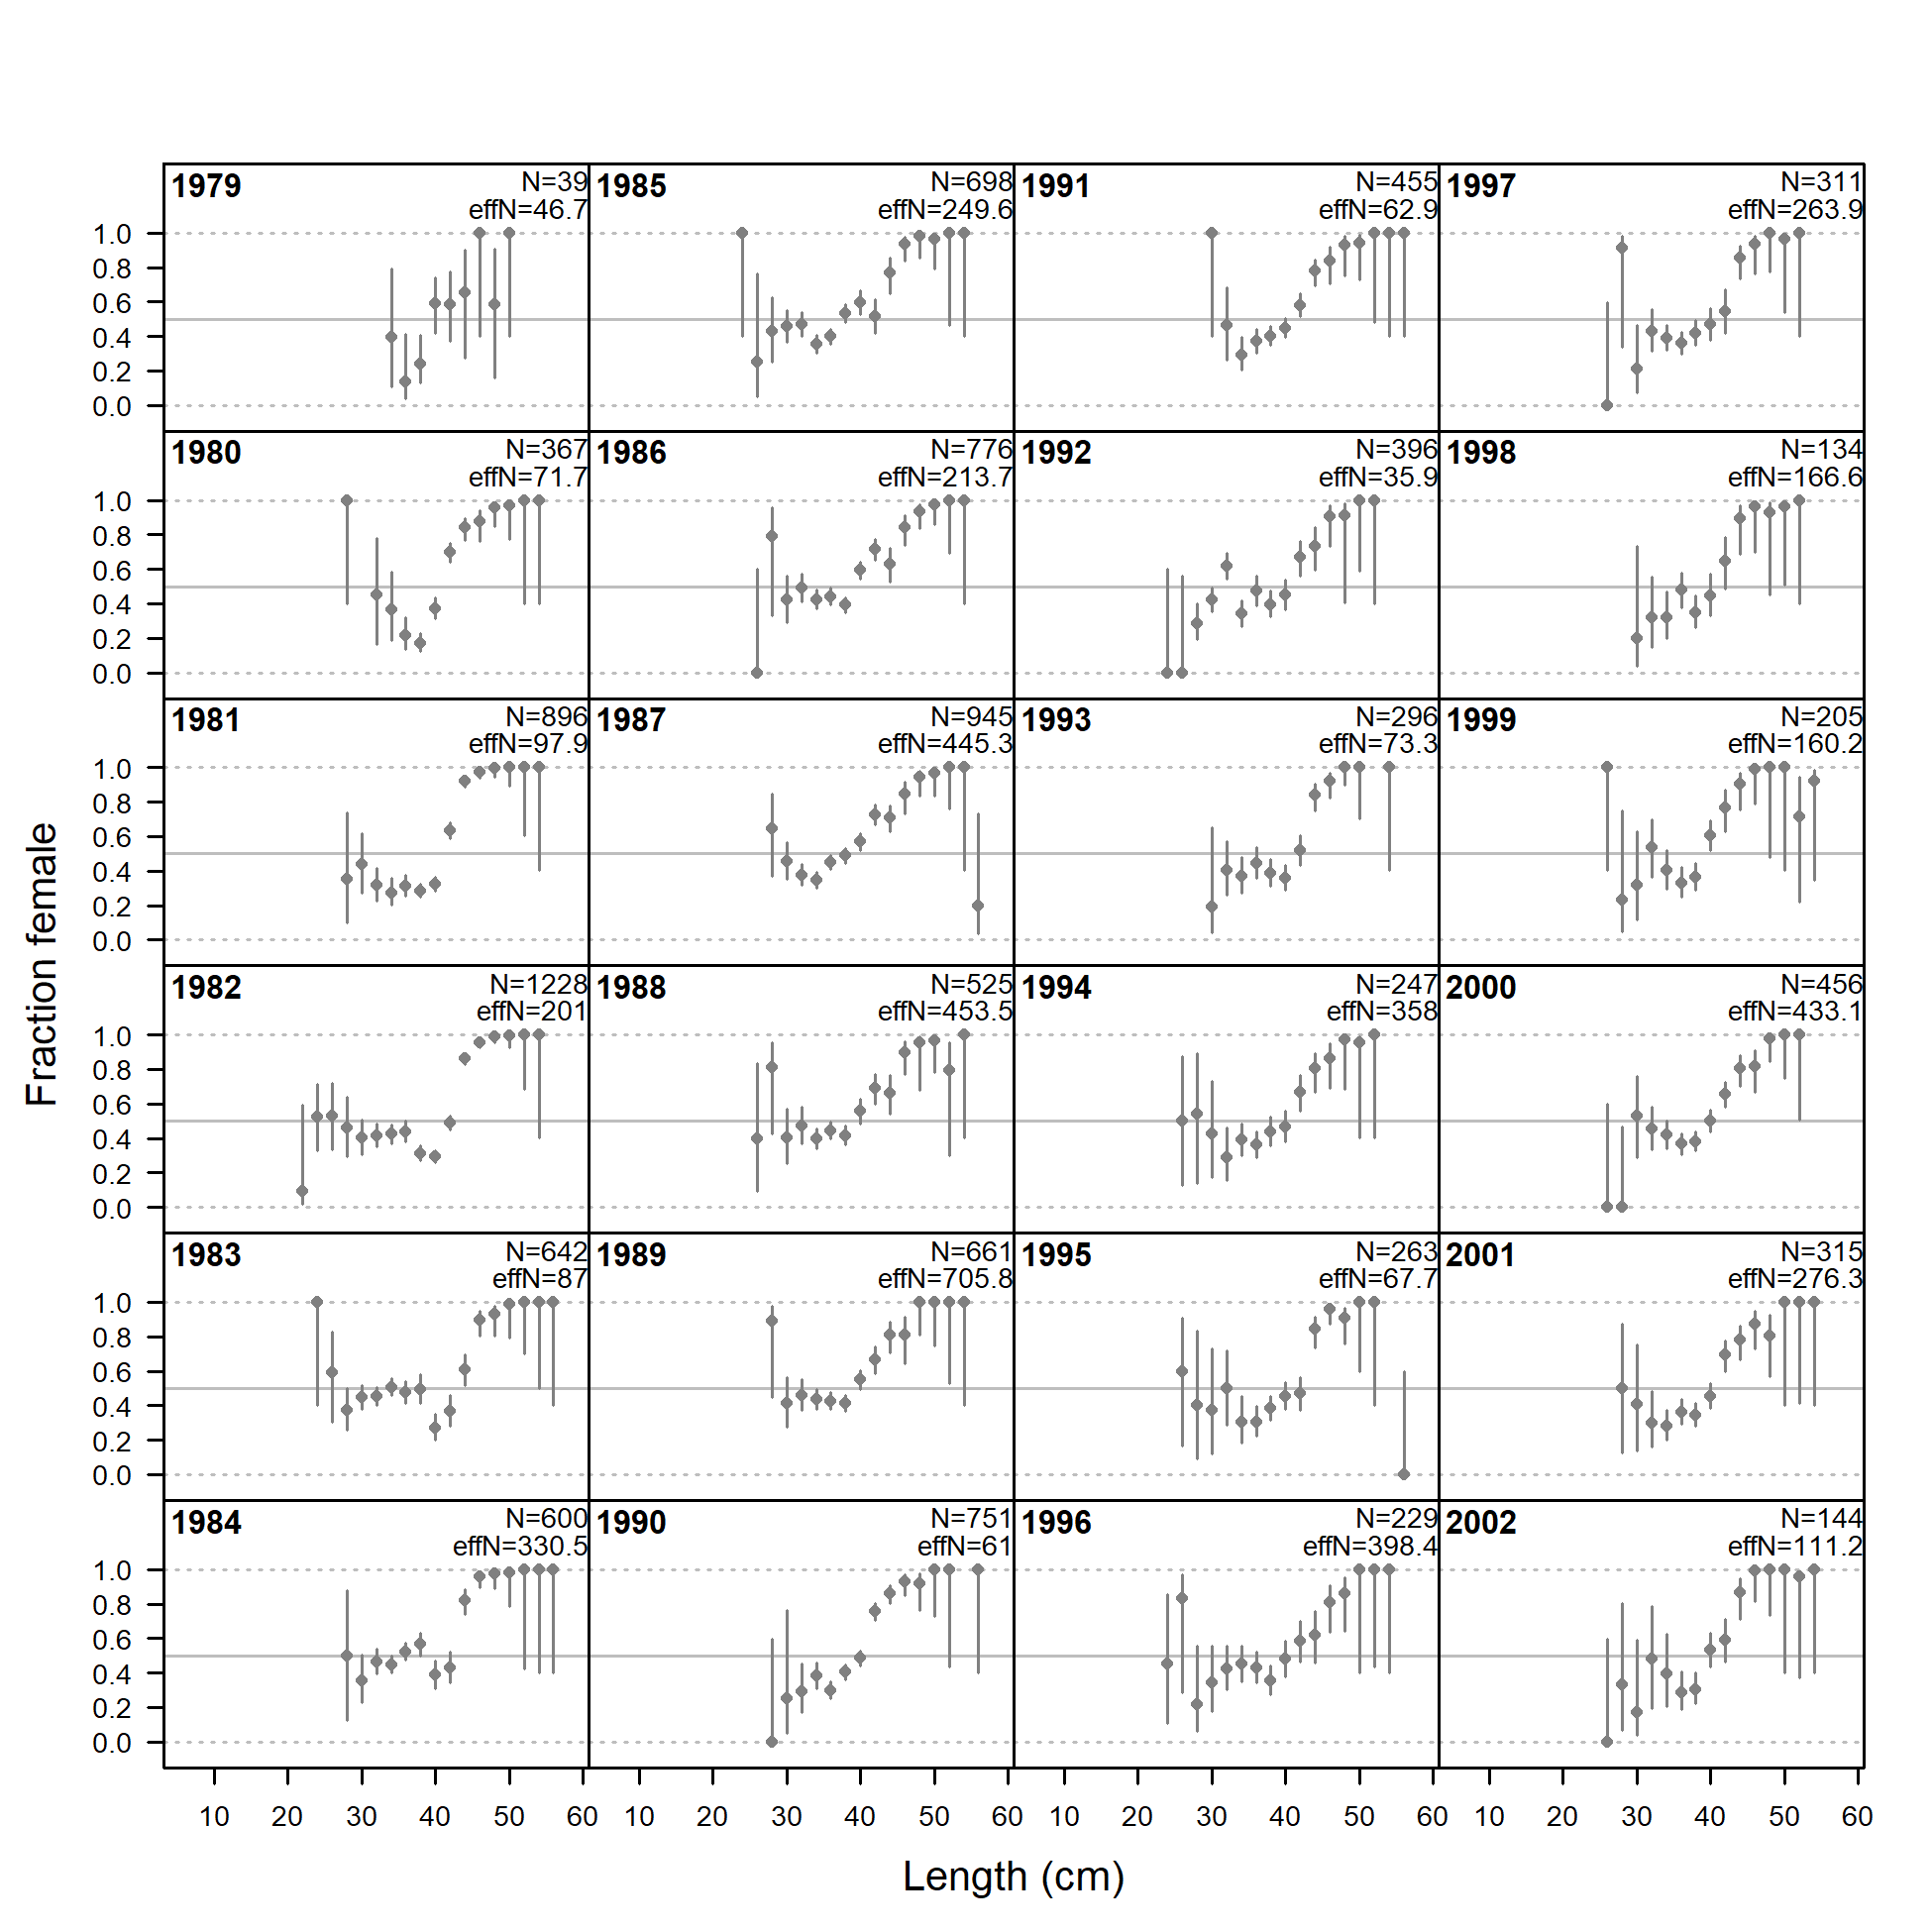 1979 N=39 1985 N=698 1991 N=455 1997 N=311
effN=46.7 effN=249.6 effN=62.9 effN=263.9
1.0
0.8
0.6
0.4
0.2
0.0
1980 N=367 1986 N=776 1992 N=396 1998 N=134
effN=71.7 effN=213.7 effN=35.9 effN=166.6
1.0
0.8
0.6
0.4
0.2
0.0
1981 N=896 1987 N=945 1993 N=296 1999 N=205
effN=97.9 effN=445.3 effN=73.3 effN=160.2
1.0
0.8
0.6
0.4
0.2
0.0
1982 N=1228 1988 N=525 1994 N=247 2000 N=456
effN=201 effN=453.5 effN=358 effN=433.1
1.0
0.8
0.6
0.4
0.2
0.0
1983 N=642 1989 N=661 1995 N=263 2001 N=315
effN=87 effN=705.8 effN=67.7 effN=276.3
1.0
0.8
0.6
0.4
0.2
0.0
1984 N=600 1990 N=751 1996 N=229 2002 N=144
effN=330.5 effN=61 effN=398.4 effN=111.2
1.0
0.8
0.6
0.4
0.2
0.0
10 20 30 40 50 60 10 20 30 40 50 60 10 20 30 40 50 60 10 20 30 40 50 60
Length (cm)
Fraction female